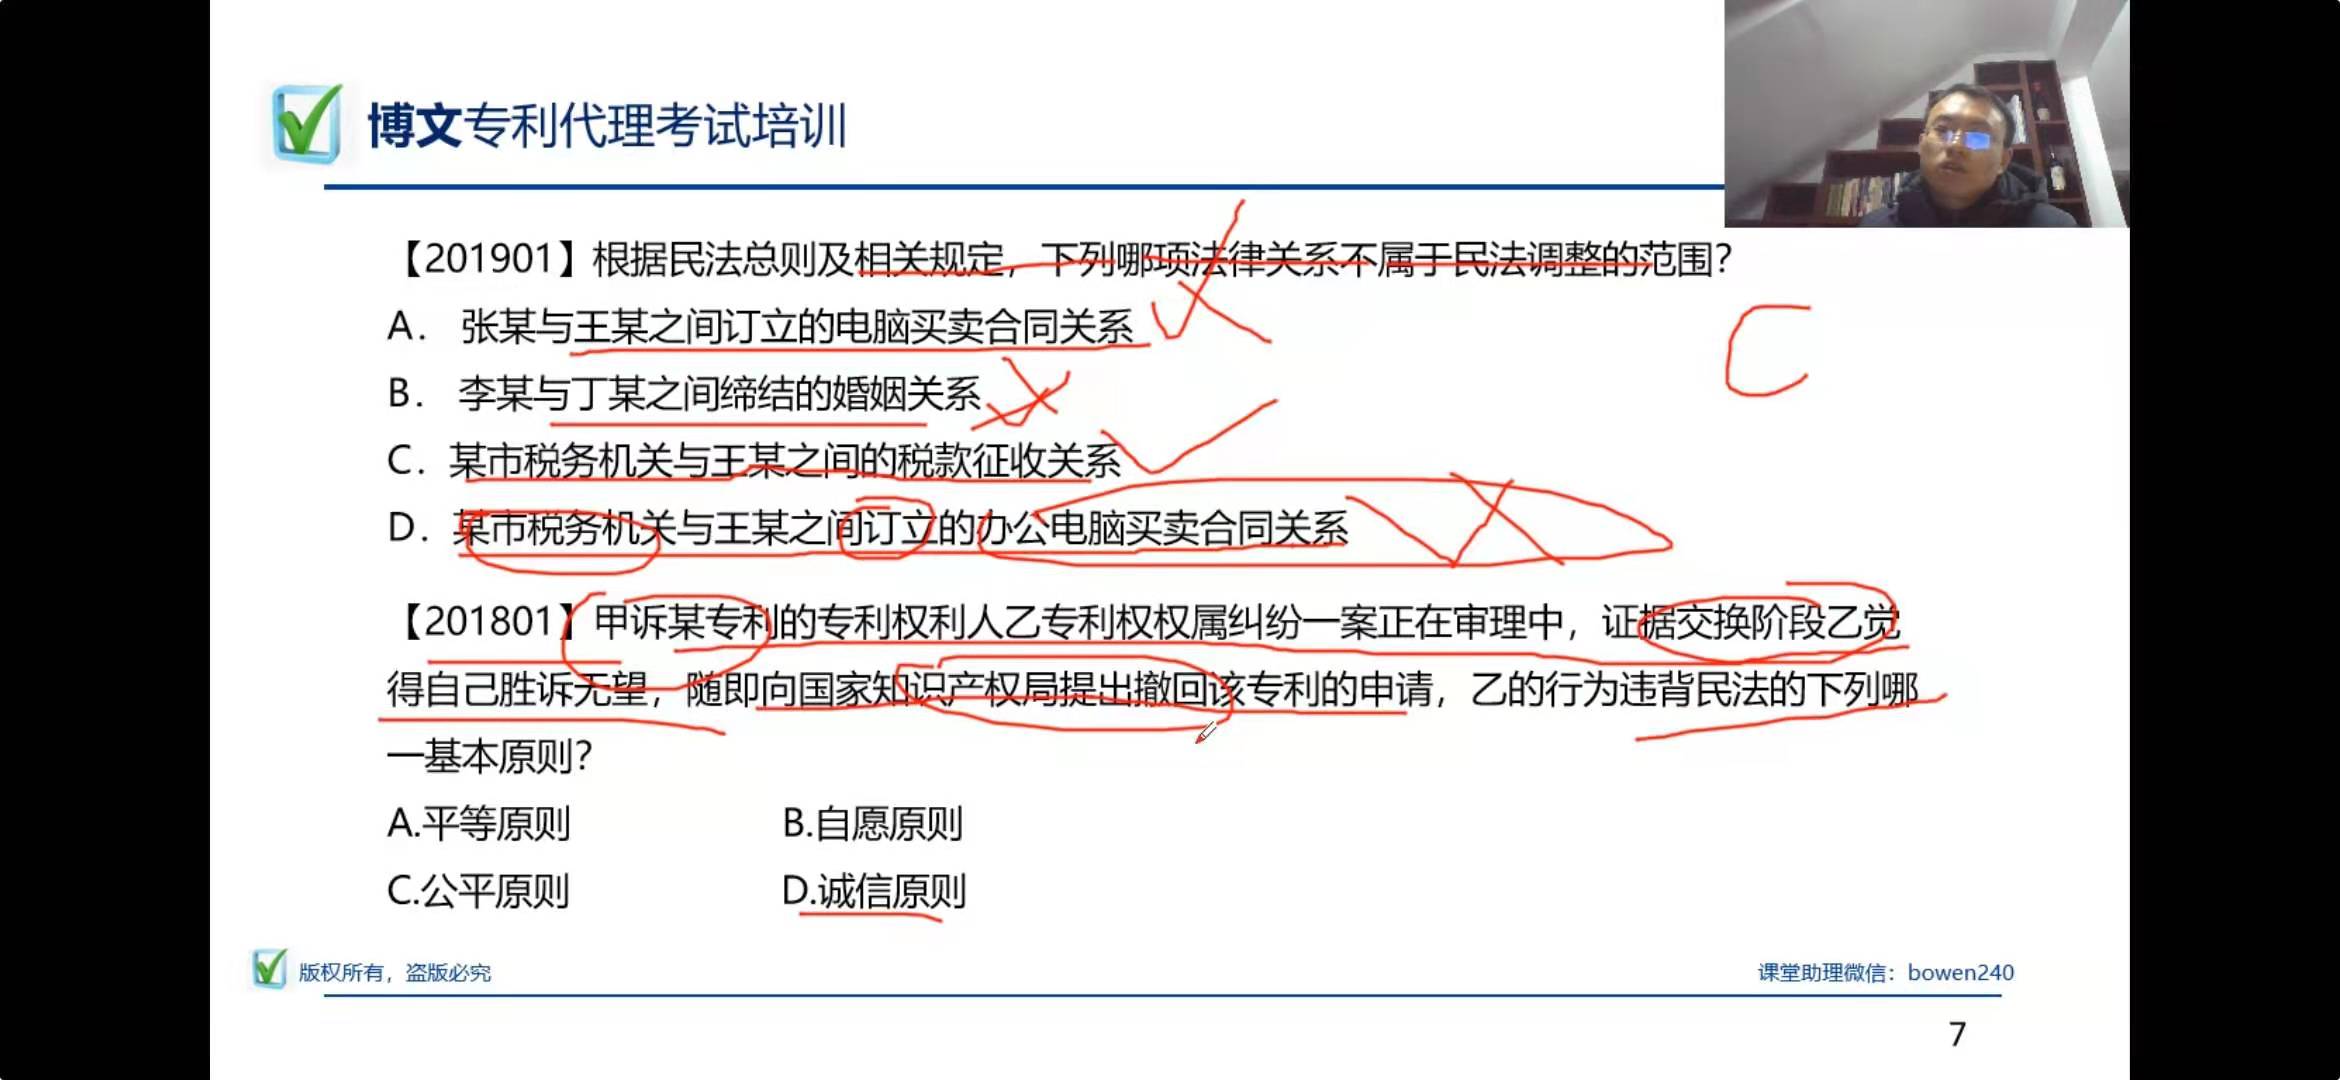 博文专利代理考试培训
【201901】根据民法总则及相关规定，下列哪项法律关系不属于民法调整的范围？
A. 张某与王某之间订立的电脑买卖合同关系
B. 李某与丁某之间缔结的婚姻关系
C. 某市税务机关与王某之间的税款征收关系
C
D. 某市税务机关与王某之间订立的办公电脑买卖合同关系
【201801】甲诉某专利的专利权利人乙专利权权属纠纷一案正在审理中，证据交换阶段乙觉
得自己胜诉无望，随即向国家知识产权局提出撤回该专利的申请，乙的行为违背民法的下列哪
一基本原则？
A.平等原则 B.自愿原则
C.公平原则 D.诚信原则
版权所有，盗版必究 课堂助理微信：bowen240
7